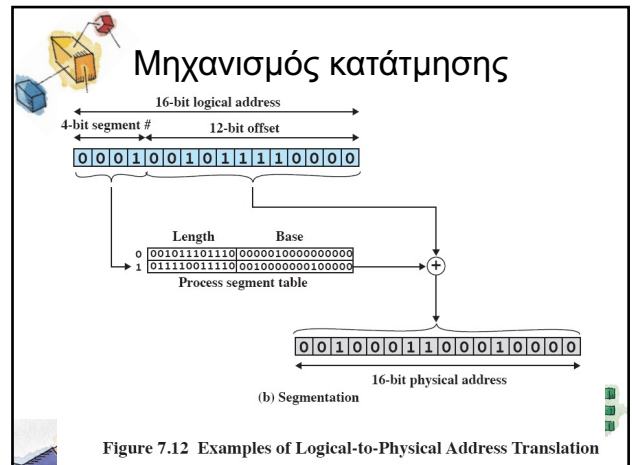 Μηχανισμός κατάτμησης
16-bit logical address
4-bit segment # 12-bit offset
0 0 0 1 0 0 1 0 1 1 1 1 0 0 0 0
Length Base
0 001011101110 0000010000000000
1 011110011110 0010000000100000
Process segment table
+
0 0 1 0 0 0 1 1 0 0 0 1 0 0 0 0
16-bit physical address
(b) Segmentation
Figure 7.12 Examples of Logical-to-Physical Address Translation